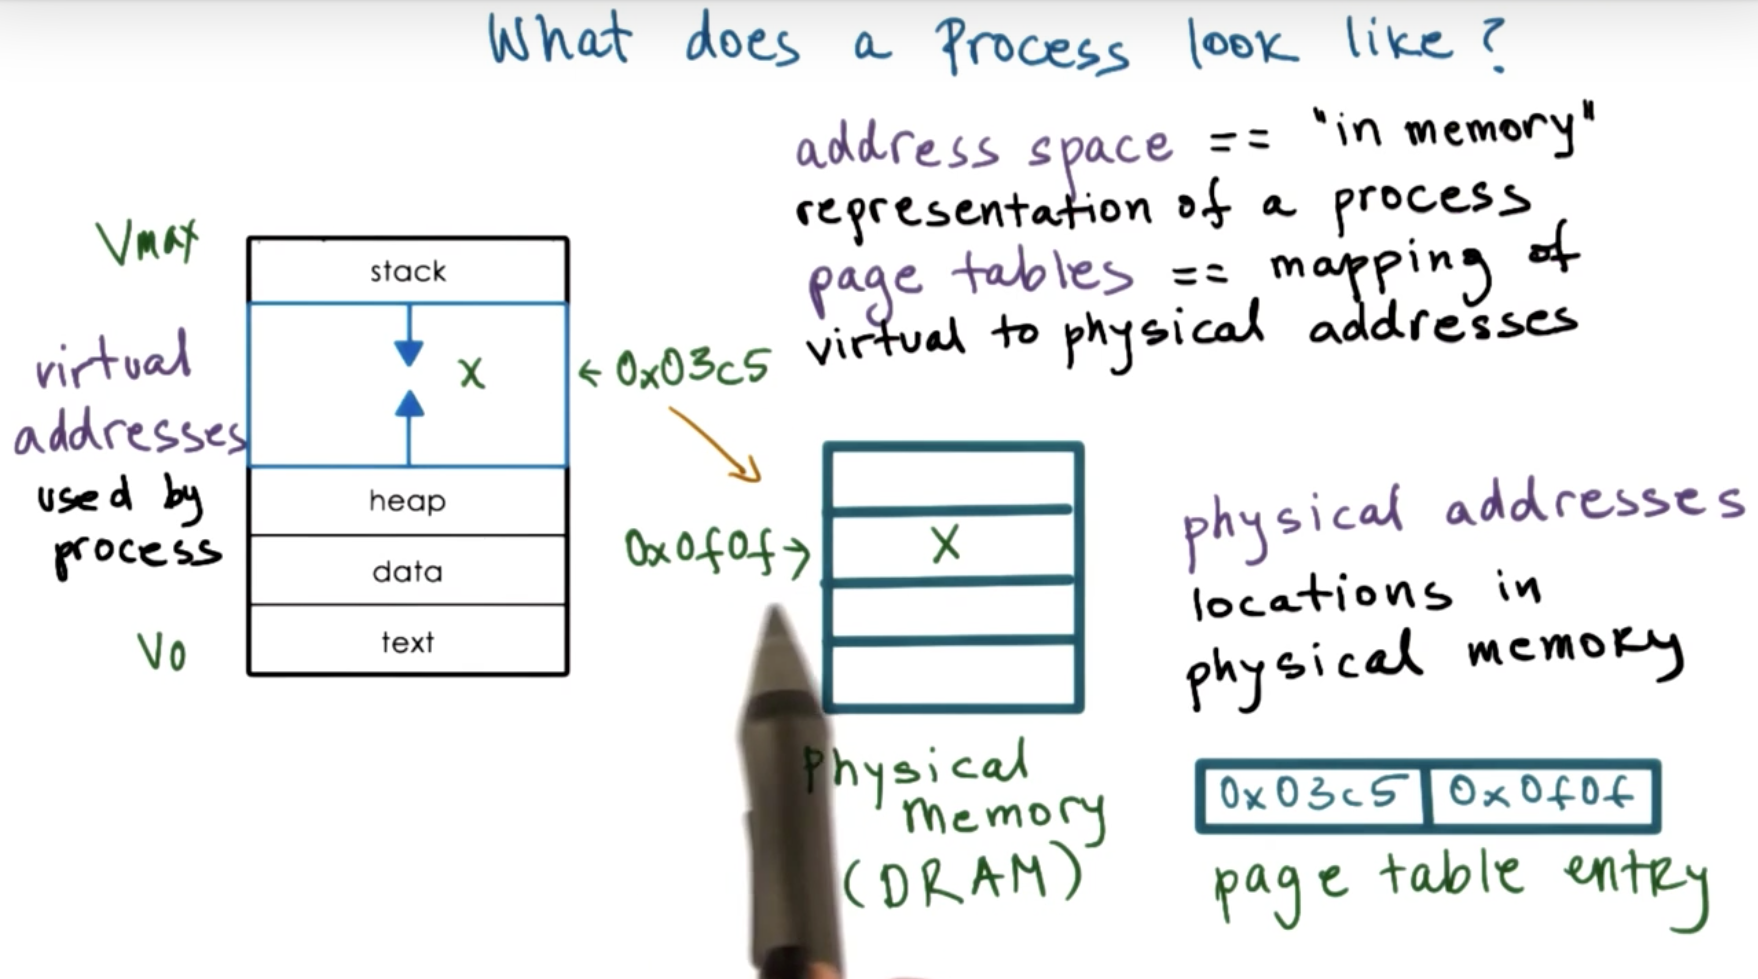 What does a Process look like?
address space == "in memory"
representation of a process
page tables == mapping of
virtual to physical addresses
Vmax
stack
virtual
addresses
used by
process
x
← 0x03c5
heap
data
text
V0
0x0f0f →
x
physical addresses
locations in
physical memory
Physical
memory
(DRAM)
0x03c5 0x0f0f
page table entry